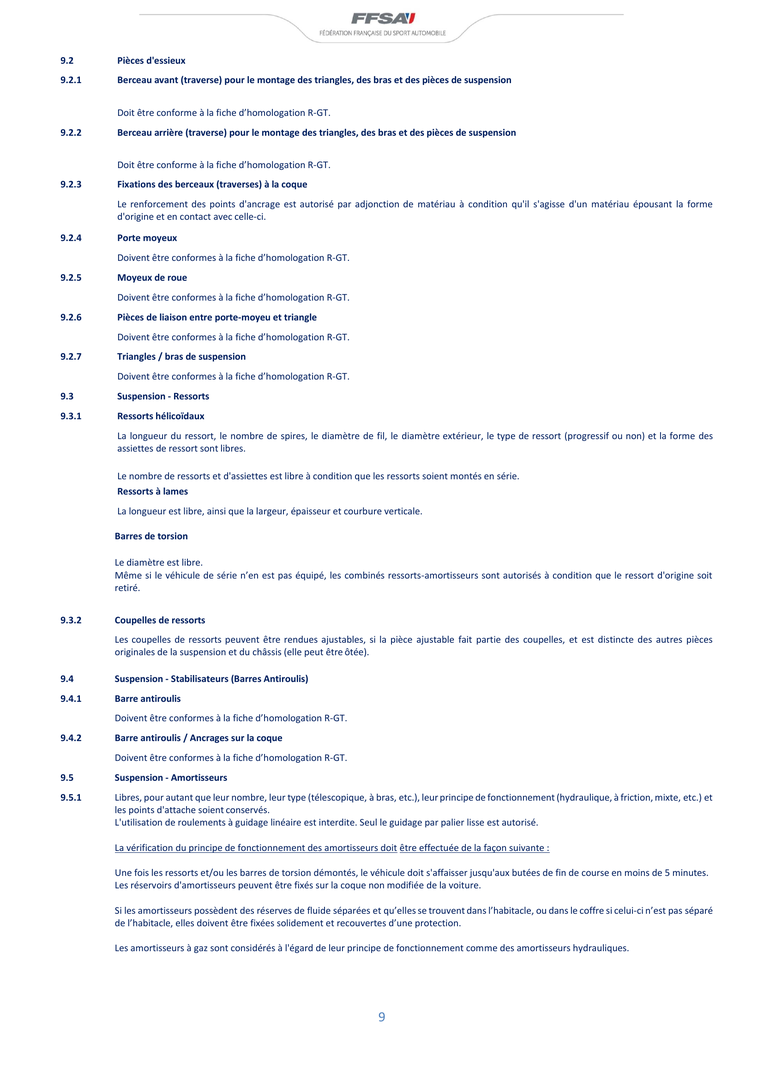 FFSA
FÉDÉRATION FRANÇAISE DU SPORT AUTOMOBILE
9.2 Pièces d'essieux
9.2.1 Berceau avant (traverse) pour le montage des triangles, des bras et des pièces de suspension
Doit être conforme à la fiche d’homologation R-GT.
9.2.2 Berceau arrière (traverse) pour le montage des triangles, des bras et des pièces de suspension
Doit être conforme à la fiche d’homologation R-GT.
9.2.3 Fixations des berceaux (traverses) à la coque
Le renforcement des points d'ancrage est autorisé par adjonction de matériau à condition qu'il s'agisse d'un matériau épousant la forme
d'origine et en contact avec celle-ci.
9.2.4 Porte moyeux
Doivent être conformes à la fiche d’homologation R-GT.
9.2.5 Moyeux de roue
Doivent être conformes à la fiche d’homologation R-GT.
9.2.6 Pièces de liaison entre porte-moyeu et triangle
Doivent être conformes à la fiche d’homologation R-GT.
9.2.7 Triangles / bras de suspension
Doivent être conformes à la fiche d’homologation R-GT.
9.3 Suspension - Ressorts
9.3.1 Ressorts hélicoïdaux
La longueur du ressort, le nombre de spires, le diamètre de fil, le diamètre extérieur, le type de ressort (progressif ou non) et la forme des
assiettes de ressort sont libres.
Le nombre de ressorts et d'assiettes est libre à condition que les ressorts soient montés en série.
Ressorts à lames
La longueur est libre, ainsi que la largeur, épaisseur et courbure verticale.
Barres de torsion
Le diamètre est libre.
Même si le véhicule de série n’en est pas équipé, les combinés ressorts-amortisseurs sont autorisés à condition que le ressort d'origine soit
retiré.
9.3.2 Coupelles de ressorts
Les coupelles de ressorts peuvent être rendues ajustables, si la pièce ajustable fait partie des coupelles, et est distincte des autres pièces
originales de la suspension et du châssis (elle peut être ôtée).
9.4 Suspension - Stabilisateurs (Barres Antiroulis)
9.4.1 Barre antiroulis
Doivent être conformes à la fiche d’homologation R-GT.
9.4.2 Barre antiroulis / Ancrages sur la coque
Doivent être conformes à la fiche d’homologation R-GT.
9.5 Suspension - Amortisseurs
9.5.1 Libres, pour autant que leur nombre, leur type (télescopique, à bras, etc.), leur principe de fonctionnement (hydraulique, à friction, mixte, etc.) et
les points d'attache soient conservés.
L'utilisation de roulements à guidage linéaire est interdite. Seul le guidage par palier lisse est autorisé.
La vérification du principe de fonctionnement des amortisseurs doit être effectuée de la façon suivante :
Une fois les ressorts et/ou les barres de torsion démontés, le véhicule doit s'affaisser jusqu'aux butées de fin de course en moins de 5 minutes.
Les réservoirs d'amortisseurs peuvent être fixés sur la coque non modifiée de la voiture.
Si les amortisseurs possèdent des réserves de fluide séparées et qu’elles se trouvent dans l’habitacle, ou dans le coffre si celui-ci n’est pas séparé
de l’habitacle, elles doivent être fixées solidement et recouvertes d’une protection.
Les amortisseurs à gaz sont considérés à l'égard de leur principe de fonctionnement comme des amortisseurs hydrauliques.
9